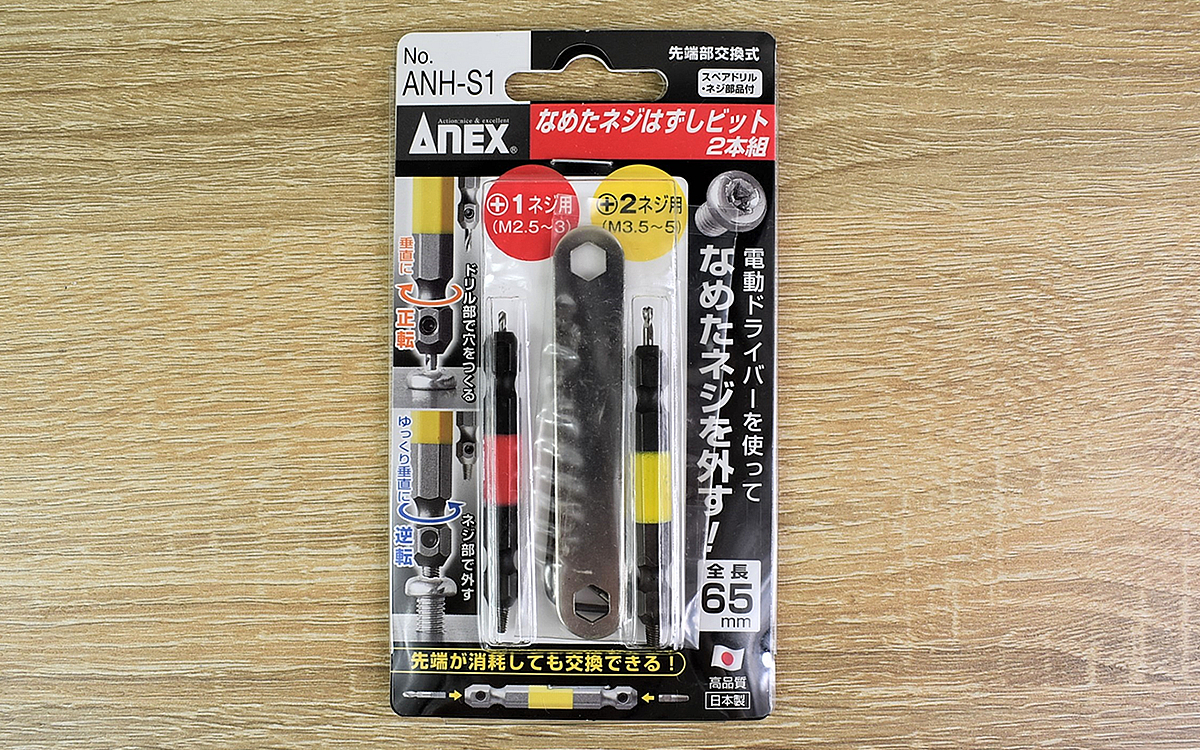 No.
ANH-S1
先端部交換式
スペアドリル
・ネジ部品付
Action,nice & excellent
ANEX®
なめたネジはずしビット
2本組
1ネジ用
(M2.5～3)
2ネジ用
(M3.5～5)
垂直に
正転
ドリル部で穴をつくる
ゆっくり垂直に
逆転
ネジ部で外す
電動ドライバーを使って
なめたネジを外す!
全長
65
mm
先端が消耗しても交換できる!
高品質
日本製